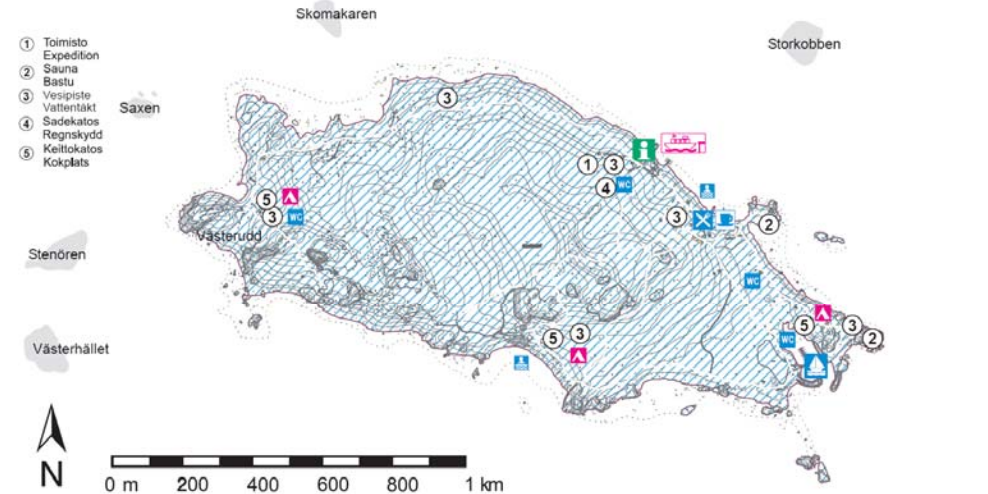 Skomakaren
Storkobben
1 Toimisto
Expedition
2 Sauna
Bastu
3 Vesipiste
Vattentäkt
4 Sadekatos
Regnskydd
5 Keittokatos
Kokplats
Saxen
3
1 3
4 WC
5
3 WC
3
2
Västerudd
Stenören
WC
5 3
2
WC
5 3
Västerhället
N
0 m 200 400 600 800 1 km